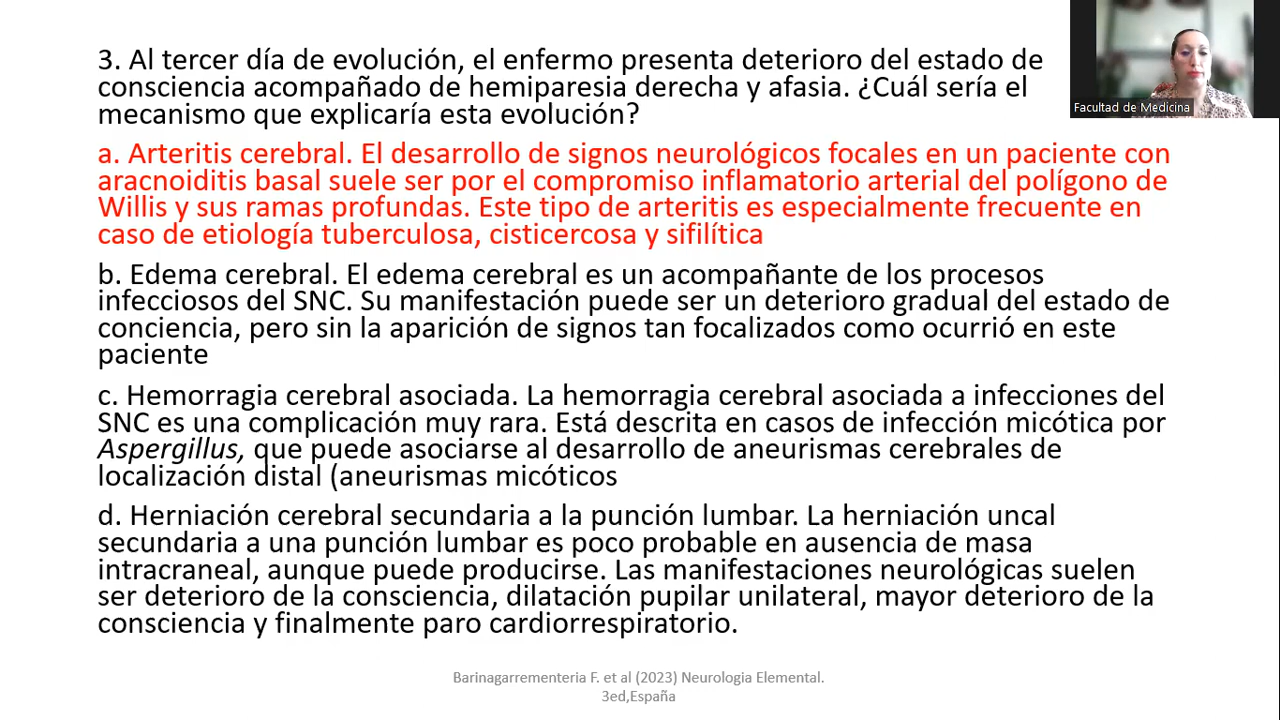 3. Al tercer día de evolución, el enfermo presenta deterioro del estado de
consciencia acompañado de hemiparesia derecha y afasia. ¿Cuál sería el
mecanismo que explicaría esta evolución?
Facultad de Medicina
a. Arteritis cerebral. El desarrollo de signos neurológicos focales en un paciente con
aracnoiditis basal suele ser por el compromiso inflamatorio arterial del polígono de
Willis y sus ramas profundas. Este tipo de arteritis es especialmente frecuente en
caso de etiología tuberculosa, cisticercosa y sifilítica
b. Edema cerebral. El edema cerebral es un acompañante de los procesos
infecciosos del SNC. Su manifestación puede ser un deterioro gradual del estado de
conciencia, pero sin la aparición de signos tan focalizados como ocurrió en este
paciente
c. Hemorragia cerebral asociada. La hemorragia cerebral asociada a infecciones del
SNC es una complicación muy rara. Está descrita en casos de infección micótica por
Aspergillus, que puede asociarse al desarrollo de aneurismas cerebrales de
localización distal (aneurismas micóticos
d. Herniación cerebral secundaria a la punción lumbar. La herniación uncal
secundaria a una punción lumbar es poco probable en ausencia de masa
intracraneal, aunque puede producirse. Las manifestaciones neurológicas suelen
ser deterioro de la consciencia, dilatación pupilar unilateral, mayor deterioro de la
consciencia y finalmente paro cardiorrespiratorio.
Barinagarrementeria F. et al (2023) Neurologia Elemental.
3ed,España